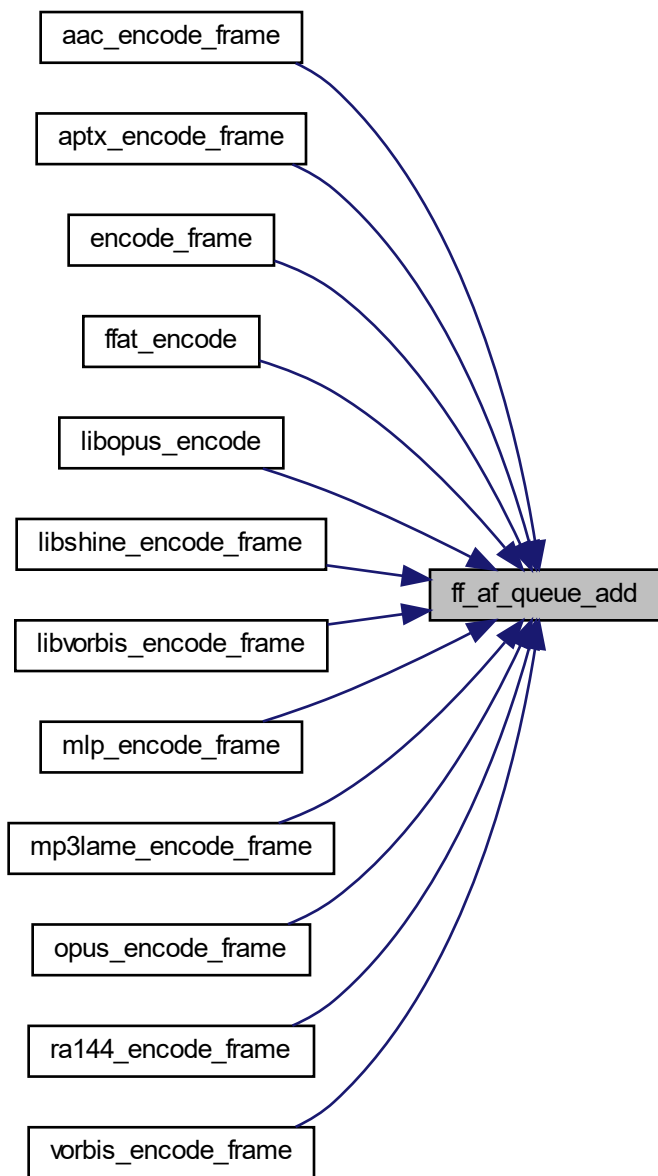 aac_encode_frame
aptx_encode_frame
encode_frame
ffat_encode
libopus_encode
libshine_encode_frame
ff_af_queue_add
libvorbis_encode_frame
mlp_encode_frame
mp3lame_encode_frame
opus_encode_frame
ra144_encode_frame
vorbis_encode_frame